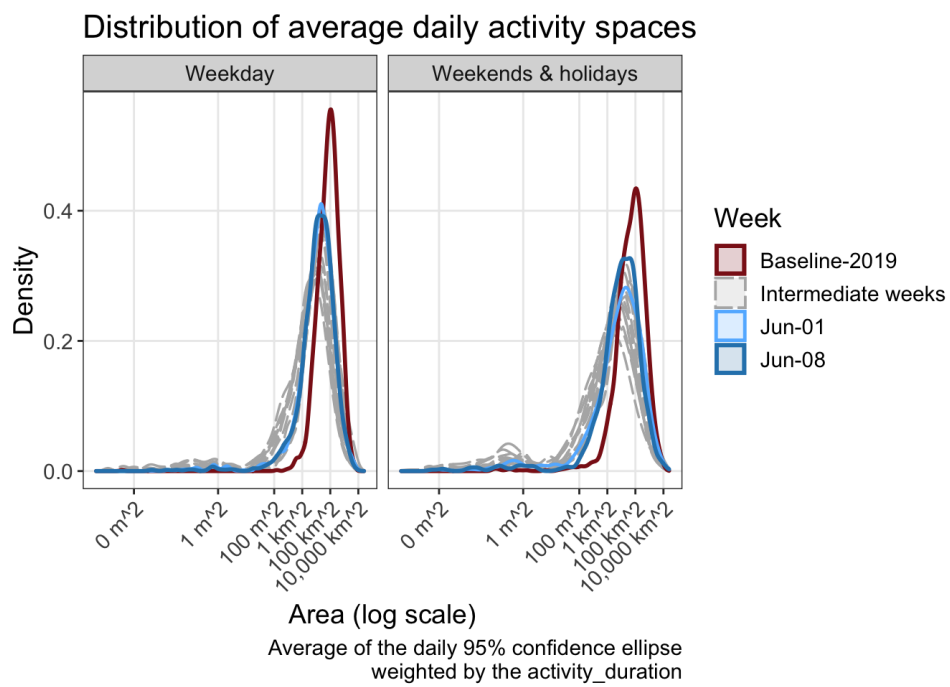 Distribution of average daily activity spaces
Weekday
Weekends & holidays
Density
0.4
0.2
0.0
0 m^2
1 m^2
100 m^2
1 km^2
100 km^2
10,000 km^2
0 m^2
1 m^2
100 m^2
1 km^2
100 km^2
10,000 km^2
Area (log scale)
Week
Baseline-2019
Intermediate weeks
Jun-01
Jun-08
Average of the daily 95% confidence ellipse
weighted by the activity_duration